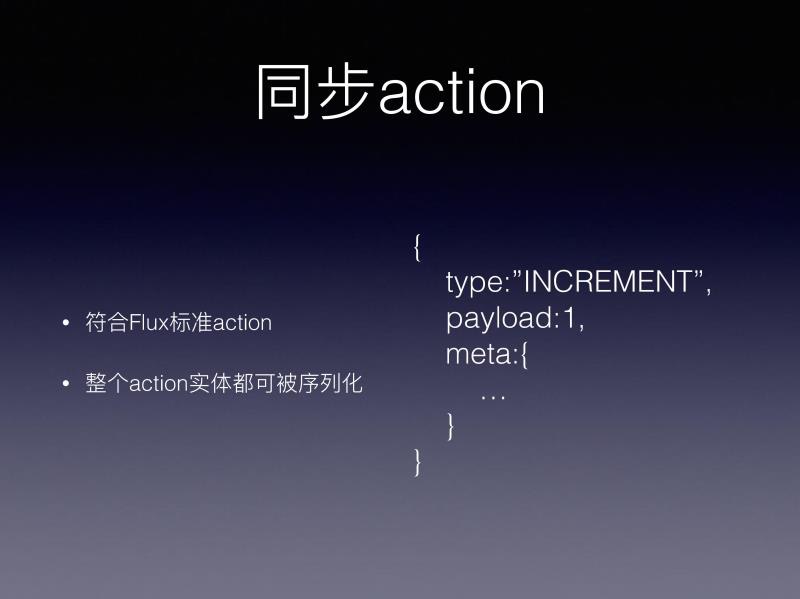 同步action
• 符合Flux标准action
• 整个action实体都可被序列化
{
type:”INCREMENT”,
payload:1,
meta:{
…
}
}